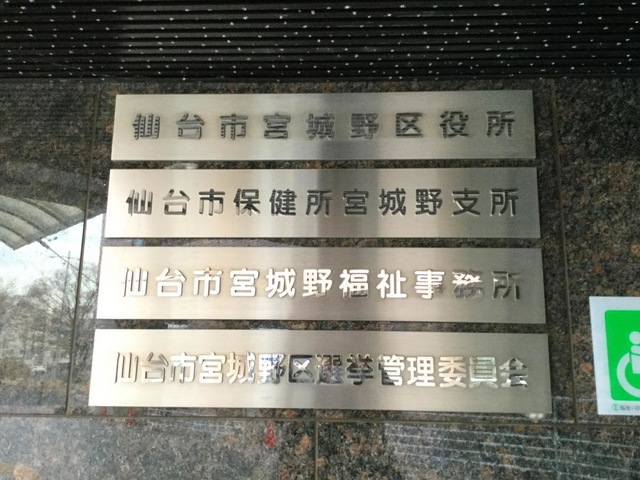 仙台市宮城野区役所
仙台市保健所宮城野支所
仙台市宮城野福祉事務所
仙台市宮城野区選挙管理委員会